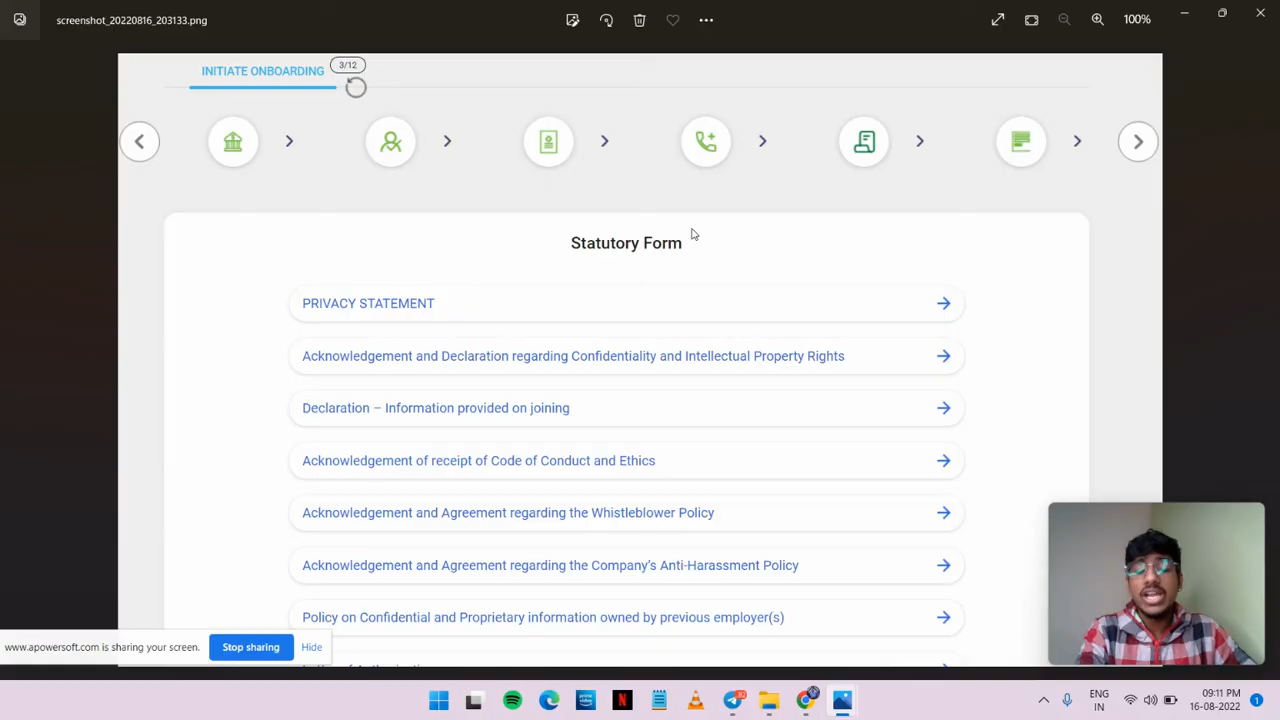 screenshot_20220816_203133.png
100%
INITIATE ONBOARDING
3/12
Statutory Form
PRIVACY STATEMENT
Acknowledgement and Declaration regarding Confidentiality and Intellectual Property Rights
Declaration – Information provided on joining
Acknowledgement of receipt of Code of Conduct and Ethics
Acknowledgement and Agreement regarding the Whistleblower Policy
Acknowledgement and Agreement regarding the Company's Anti-Harassment Policy
Policy on Confidential and Proprietary information owned by previous employer(s)
www.apowersoft.com is sharing your screen.
Stop sharing
Hide
prime video
N
ENG
IN
09:11 PM
16-08-2022
1